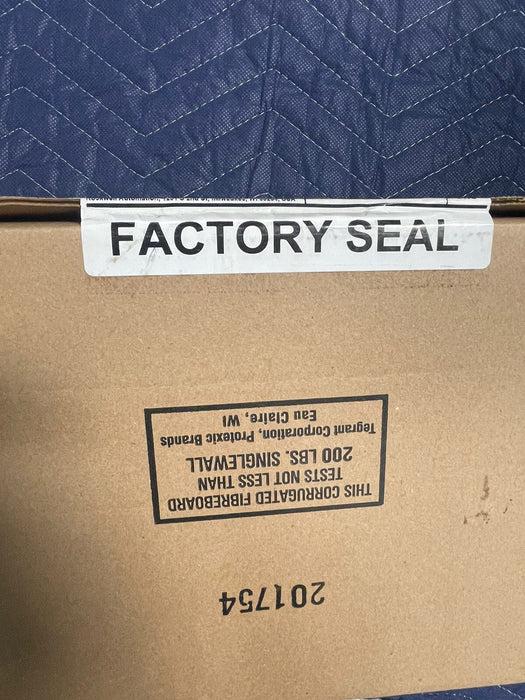 FACTORY SEAL
THIS CORRUGATED FIBREBOARD
TESTS NOT LESS THAN
200 LBS. SINGLEWALL
Tegrant Corporation, Protexic Brands
Eau Claire, WI
201754